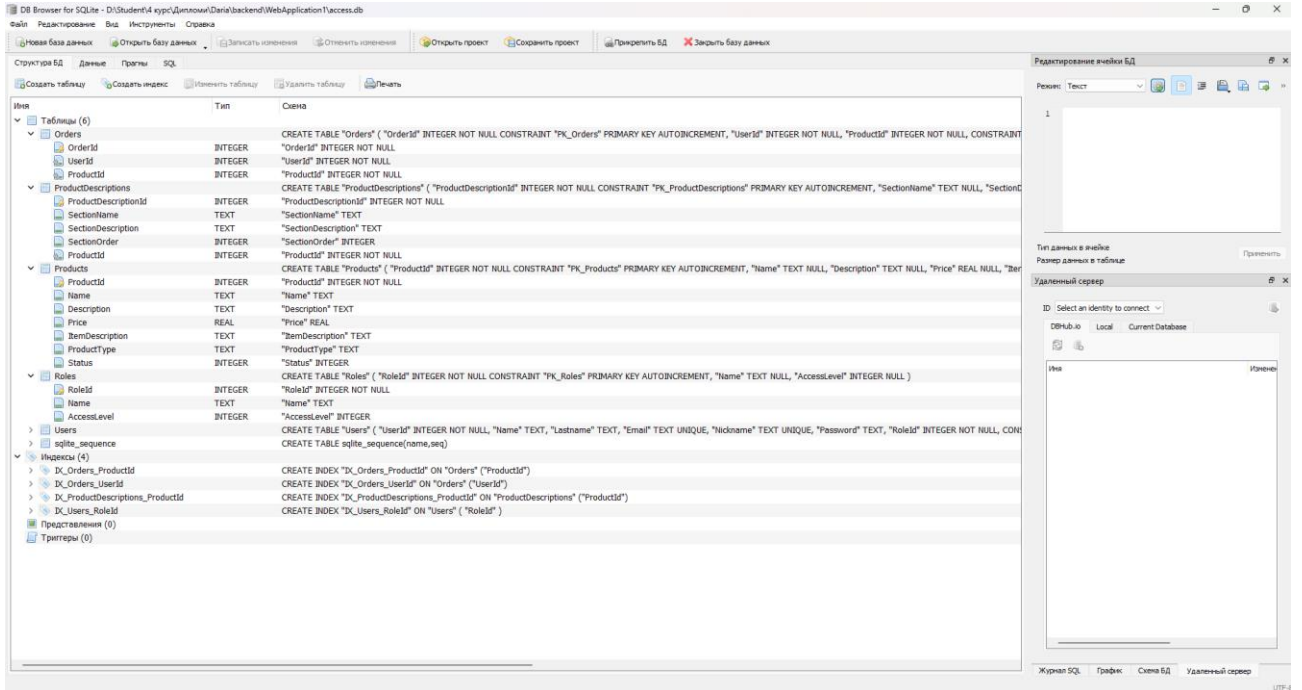 DB Browser for SQLite - D:\Student\4 курс\Дипломи\Daria\backend\WebApplication1\access.db
Файл Редактирование Вид Инструменты Справка
Новая база данных Открыть базу данных Записать изменения Отменить изменения Открыть проект Сохранить проект Прикрепить БД Закрыть базу данных
Структура БД Данные Прагмы SQL
Создать таблицу Создать индекс Изменить таблицу Удалить таблицу Печать
Имя Тип Схема
Таблицы (6)
Orders CREATE TABLE "Orders" ( "OrderId" INTEGER NOT NULL CONSTRAINT "PK_Orders" PRIMARY KEY AUTOINCREMENT, "UserId" INTEGER NOT NULL, "ProductId" INTEGER NOT NULL, CONSTRAINT
OrderId INTEGER "OrderId" INTEGER NOT NULL
UserId INTEGER "UserId" INTEGER NOT NULL
ProductId INTEGER "ProductId" INTEGER NOT NULL
ProductDescriptions CREATE TABLE "ProductDescriptions" ( "ProductDescriptionId" INTEGER NOT NULL CONSTRAINT "PK_ProductDescriptions" PRIMARY KEY AUTOINCREMENT, "SectionName" TEXT NULL, "SectionD
ProductDescriptionId INTEGER "ProductDescriptionId" INTEGER NOT NULL
SectionName TEXT "SectionName" TEXT
SectionDescription TEXT "SectionDescription" TEXT
SectionOrder INTEGER "SectionOrder" INTEGER
ProductId INTEGER "ProductId" INTEGER NOT NULL
Products CREATE TABLE "Products" ( "ProductId" INTEGER NOT NULL CONSTRAINT "PK_Products" PRIMARY KEY AUTOINCREMENT, "Name" TEXT NULL, "Description" TEXT NULL, "Price" REAL NULL, "Iter
ProductId INTEGER "ProductId" INTEGER NOT NULL
Name TEXT "Name" TEXT
Description TEXT "Description" TEXT
Price REAL "Price" REAL
ItemDescription TEXT "ItemDescription" TEXT
ProductType TEXT "ProductType" TEXT
Status INTEGER "Status" INTEGER
Roles CREATE TABLE "Roles" ( "RoleId" INTEGER NOT NULL CONSTRAINT "PK_Roles" PRIMARY KEY AUTOINCREMENT, "Name" TEXT NULL, "AccessLevel" INTEGER NULL )
RoleId INTEGER "RoleId" INTEGER NOT NULL
Name TEXT "Name" TEXT
AccessLevel INTEGER "AccessLevel" INTEGER
Users CREATE TABLE "Users" ( "UserId" INTEGER NOT NULL, "Name" TEXT, "Lastname" TEXT, "Email" TEXT UNIQUE, "Nickname" TEXT UNIQUE, "Password" TEXT, "RoleId" INTEGER NOT NULL, CONS
sqlite_sequence CREATE TABLE sqlite_sequence(name,seq)
Индексы (4)
IX_Orders_ProductId CREATE INDEX "IX_Orders_ProductId" ON "Orders" ("ProductId")
IX_Orders_UserId CREATE INDEX "IX_Orders_UserId" ON "Orders" ("UserId")
IX_ProductDescriptions_ProductId CREATE INDEX "IX_ProductDescriptions_ProductId" ON "ProductDescriptions" ("ProductId")
IX_Users_RoleId CREATE INDEX "IX_Users_RoleId" ON "Users" ( "RoleId" )
Представления (0)
Триггеры (0)
Редактирование ячейки БД
Режим: Текст
1
Тип данных в ячейке
Размер данных в таблице
Применить
Удаленный сервер
ID Select an identity to connect
DBHub.io Local Current Database
Имя Изменен
Журнал SQL График Схема БД Удаленный сервер
UTF-8